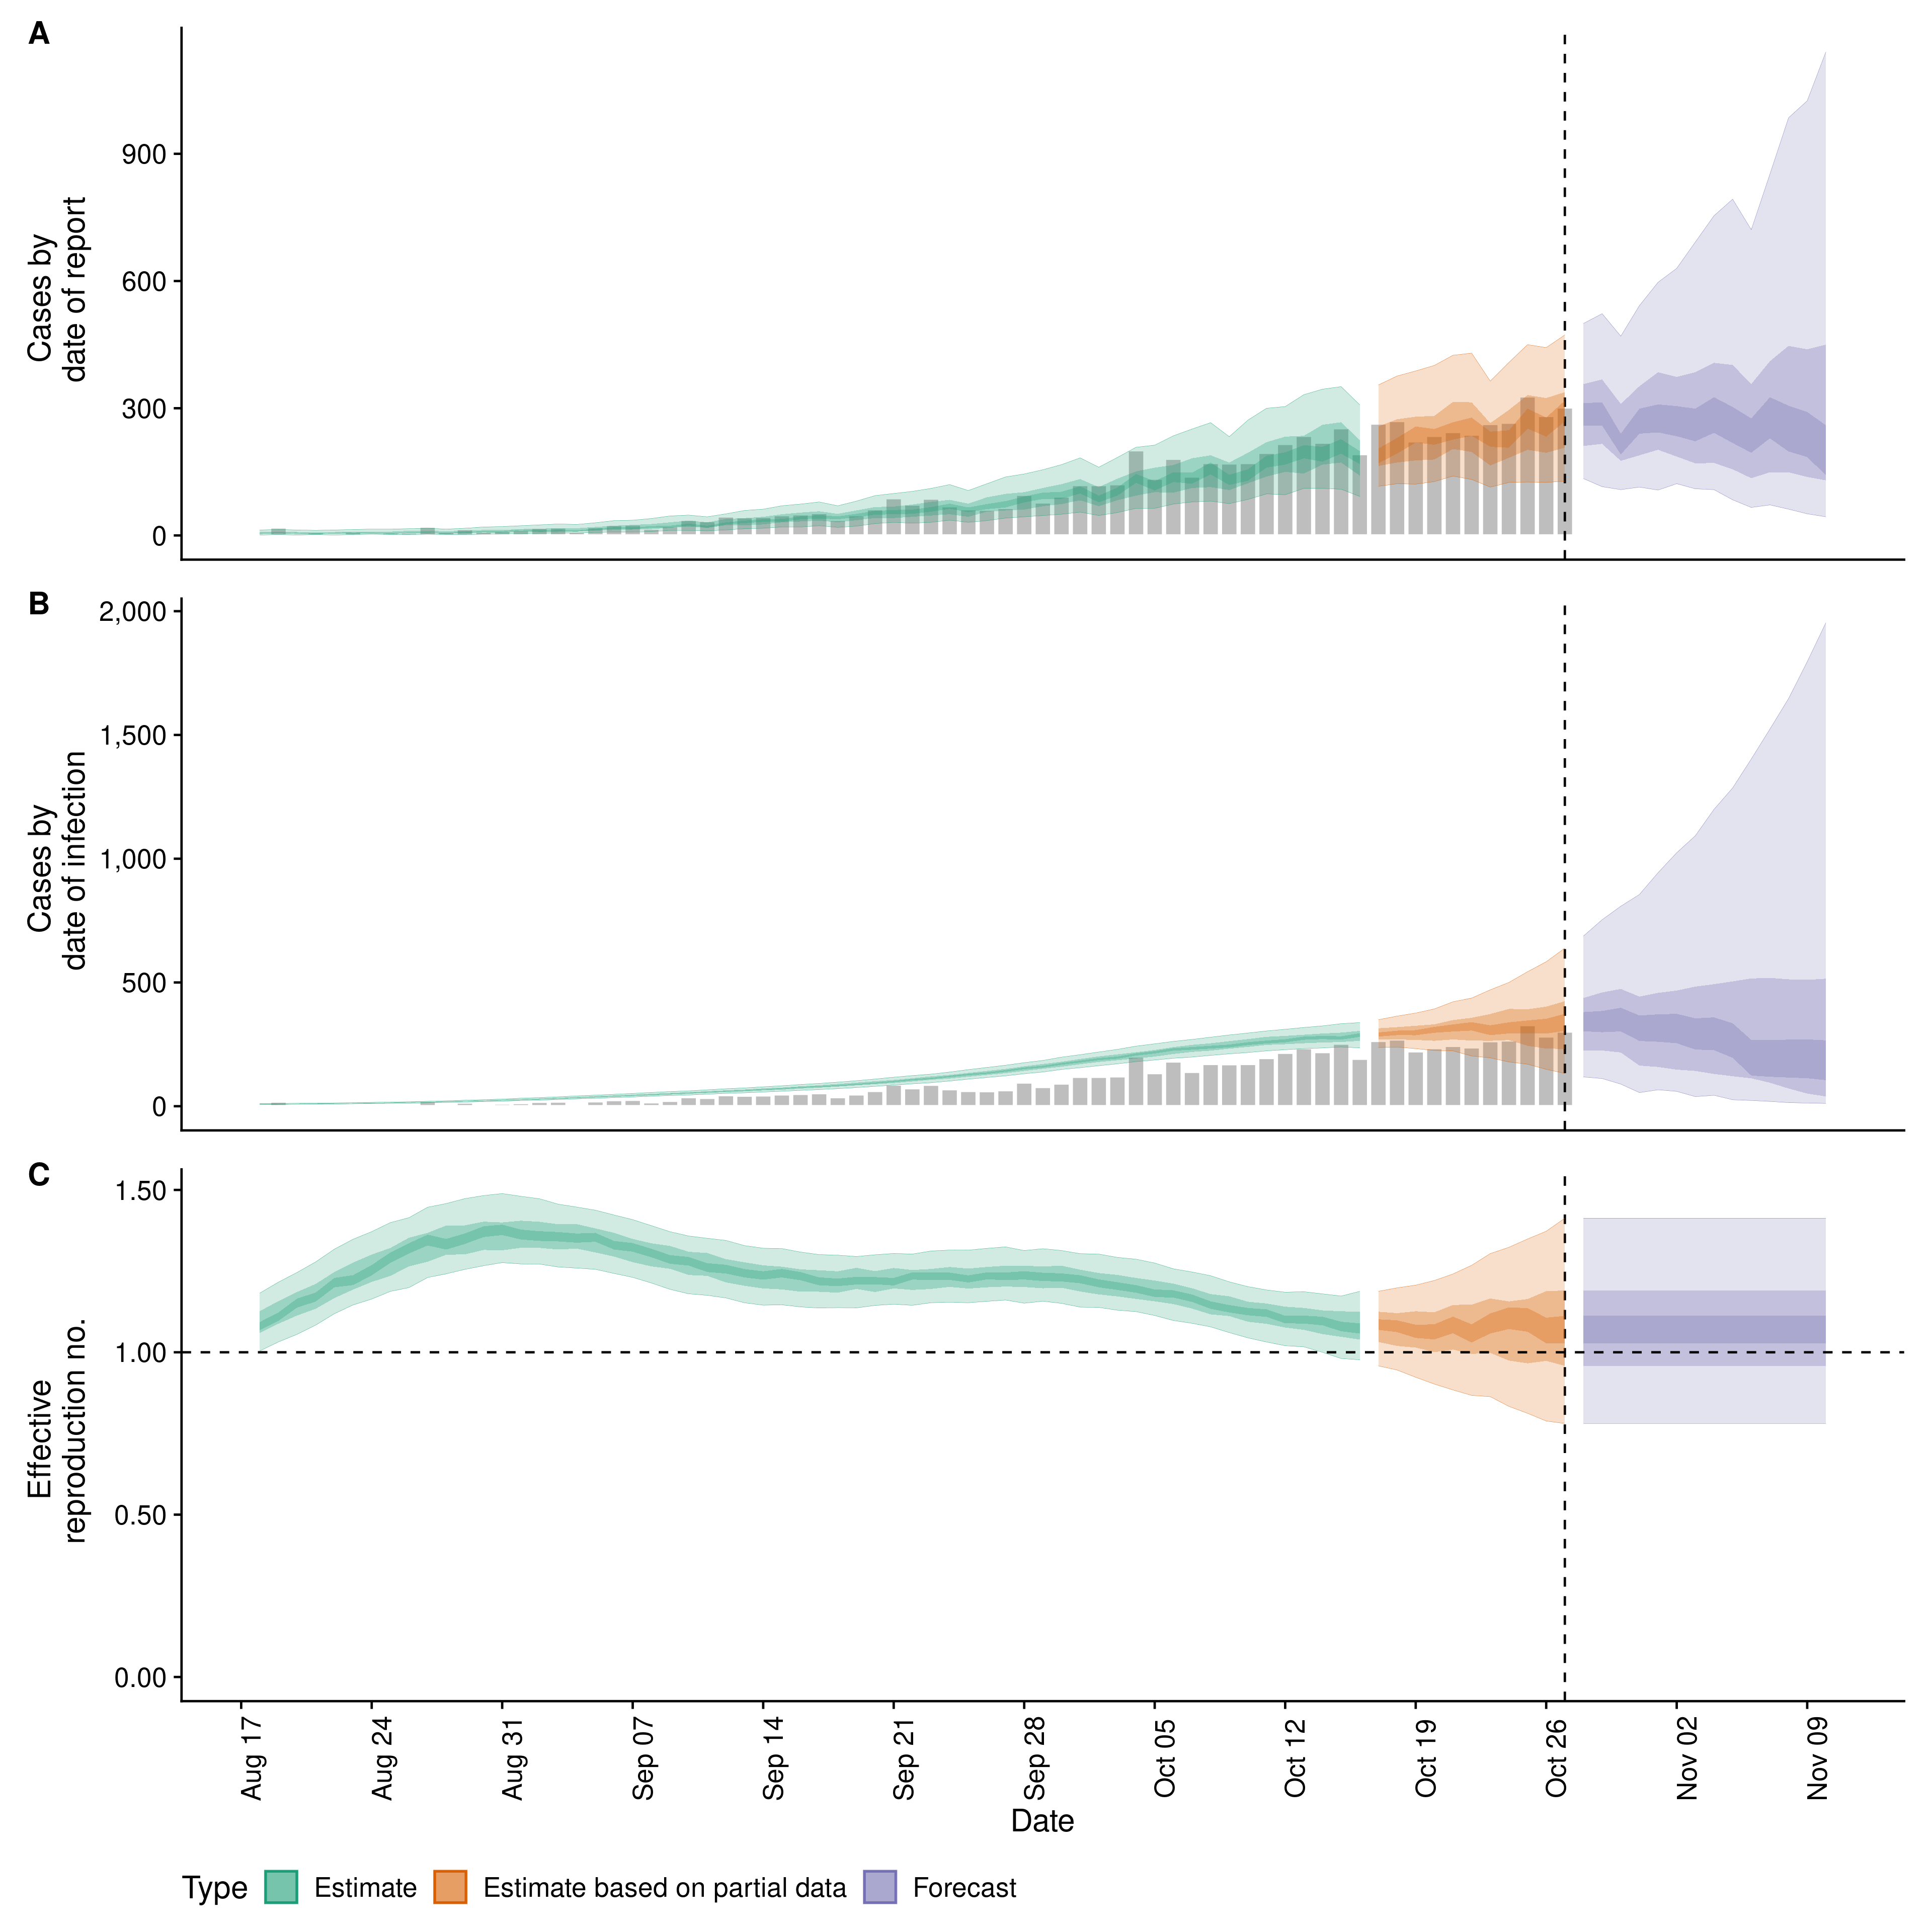 A
Cases by
date of report
900
600
300
0
B
Cases by
date of infection
2,000
1,500
1,000
500
0
C
Effective
reproduction no.
1.50
1.00
0.50
0.00
Aug 17
Aug 24
Aug 31
Sep 07
Sep 14
Sep 21
Sep 28
Oct 05
Oct 12
Oct 19
Oct 26
Nov 02
Nov 09
Date
Type Estimate Estimate based on partial data Forecast